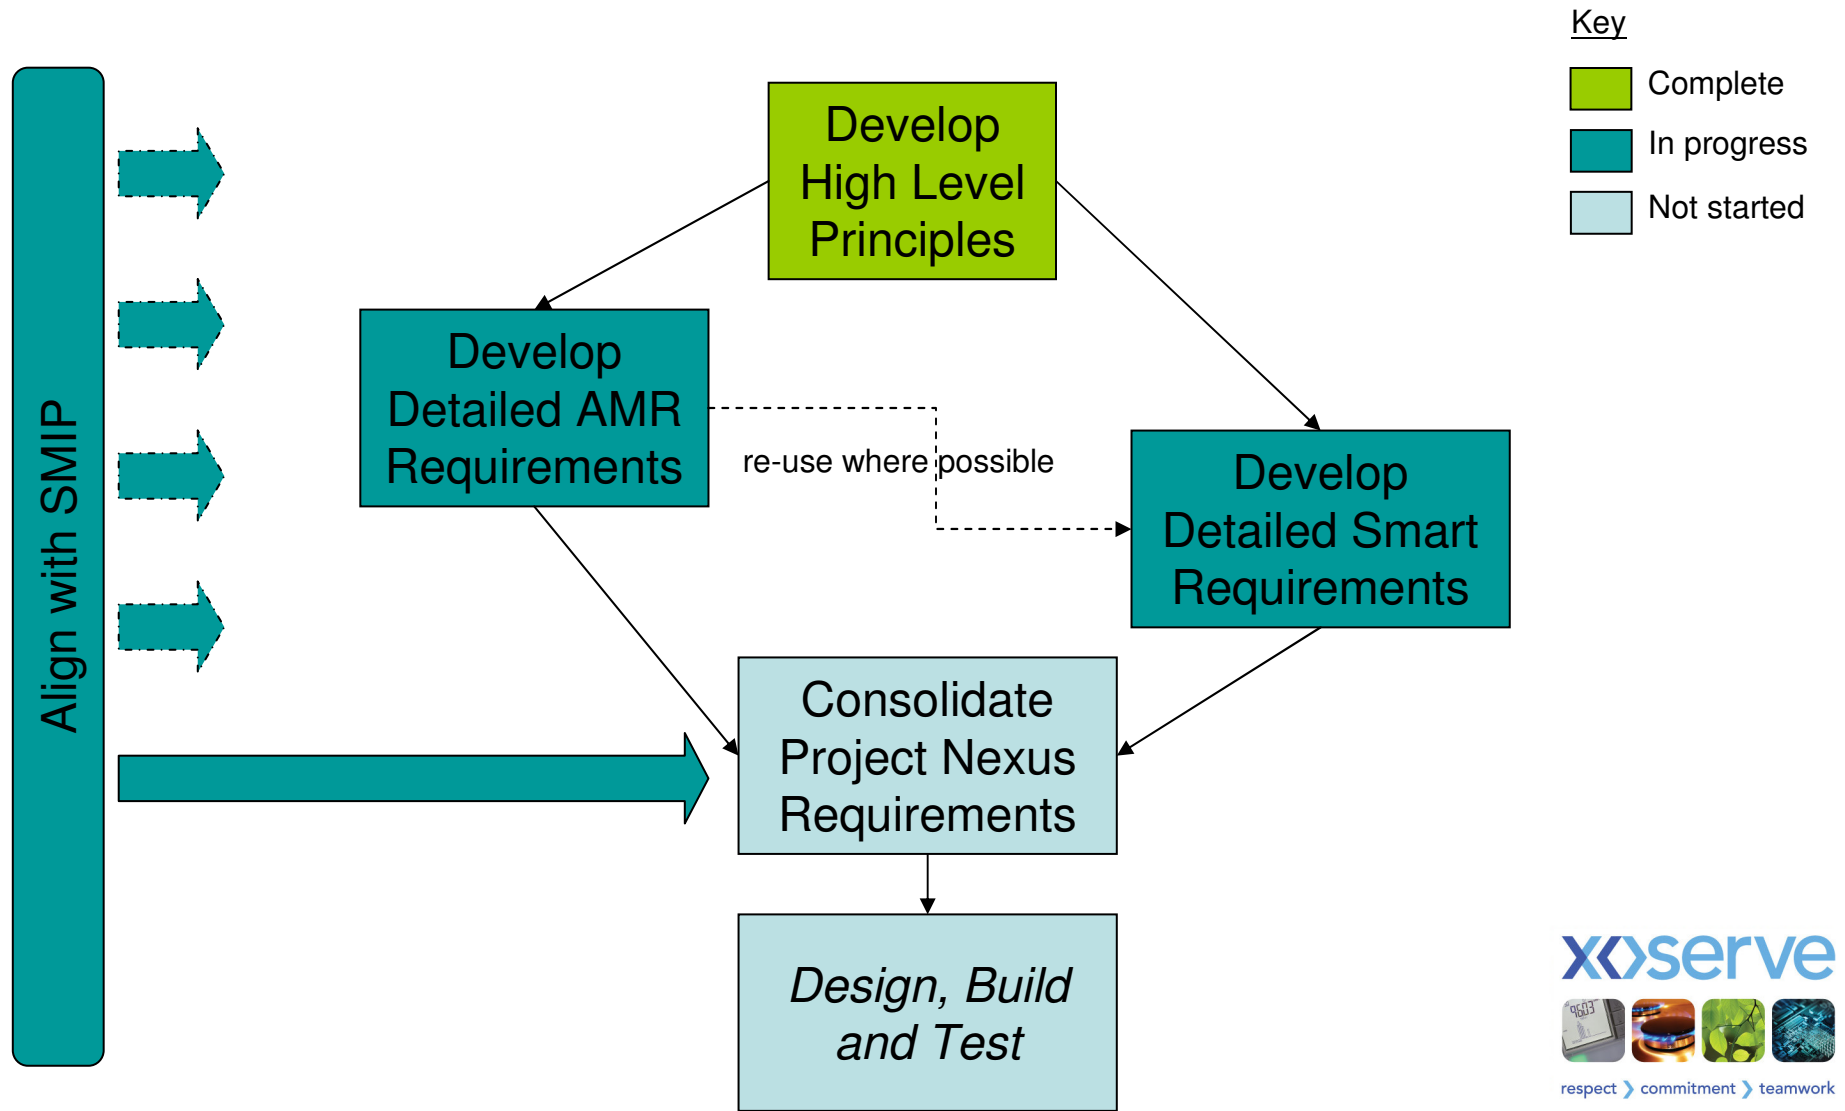 Key
Complete
In progress
Not started
Align with SMIP
Develop
High Level
Principles
Develop
Detailed AMR
Requirements
re-use where possible
Develop
Detailed Smart
Requirements
Consolidate
Project Nexus
Requirements
Design, Build
and Test
xoserve
9603
respect > commitment > teamwork